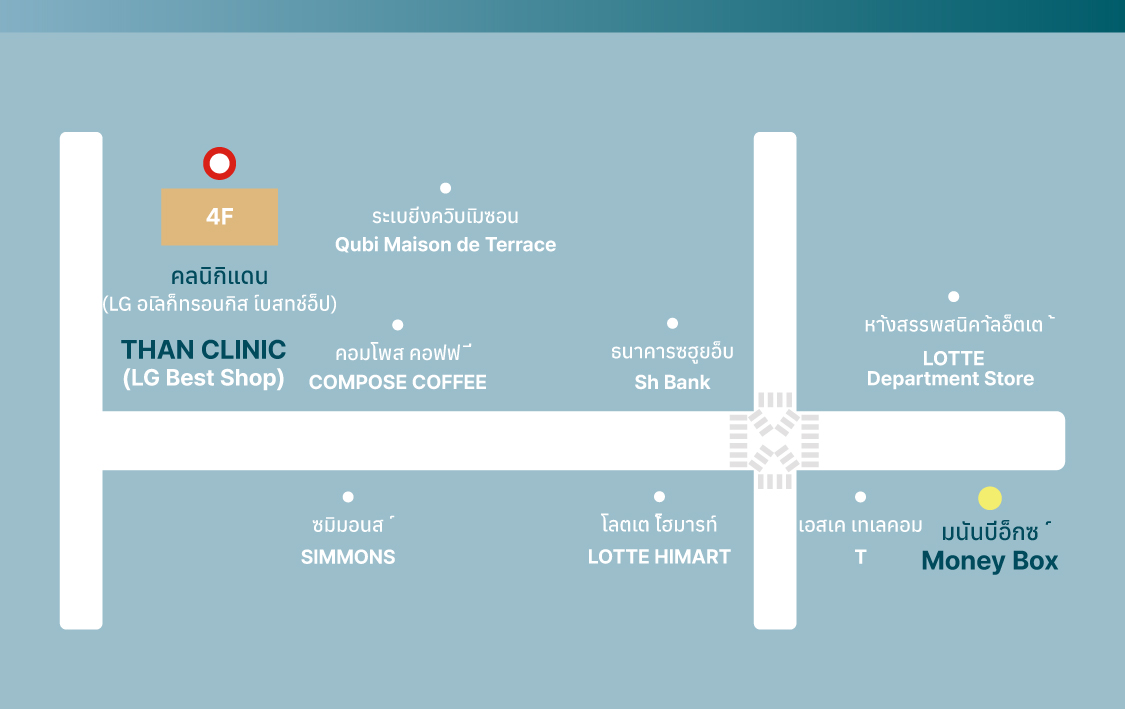 4F
คลนิกิแดน
(LG อเิลก็ทรอนกิส เ์บสทช์อ็ป)
THAN CLINIC
(LG Best Shop)
ระเบยีงควิบเิมซอน
Qubi Maison de Terrace
คอมโพส คอฟฟ ี่
COMPOSE COFFEE
ธนาคารซฮูยอ็บ
Sh Bank
หา้งสรรพสนิคา้ลอ็ตเต ้
LOTTE
Department Store
ซมิมอนส ์
SIMMONS
โลตเต ไฮมารท์
LOTTE HIMART
เอสเค เทเลคอม
T
มนันบีอ็กซ ์
Money Box